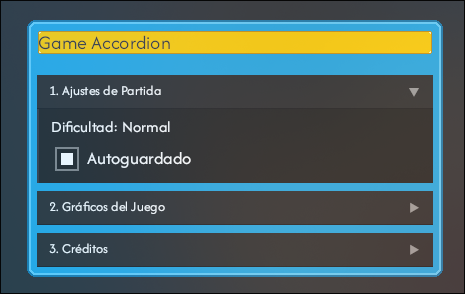 Game Accordion
1. Ajustes de Partida
Dificultad: Normal
Autoguardado
2. Gráficos del Juego
3. Créditos